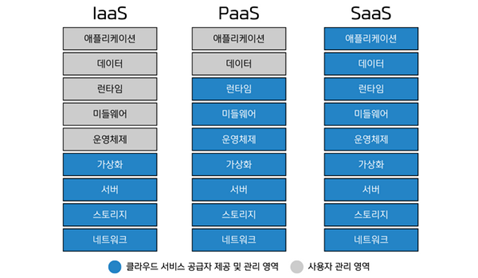 IaaS
애플리케이션
데이터
런타임
미들웨어
운영체제
가상화
서버
스토리지
네트워크
PaaS
애플리케이션
데이터
런타임
미들웨어
운영체제
가상화
서버
스토리지
네트워크
SaaS
애플리케이션
데이터
런타임
미들웨어
운영체제
가상화
서버
스토리지
네트워크
클라우드 서비스 공급자 제공 및 관리 영역
사용자 관리 영역